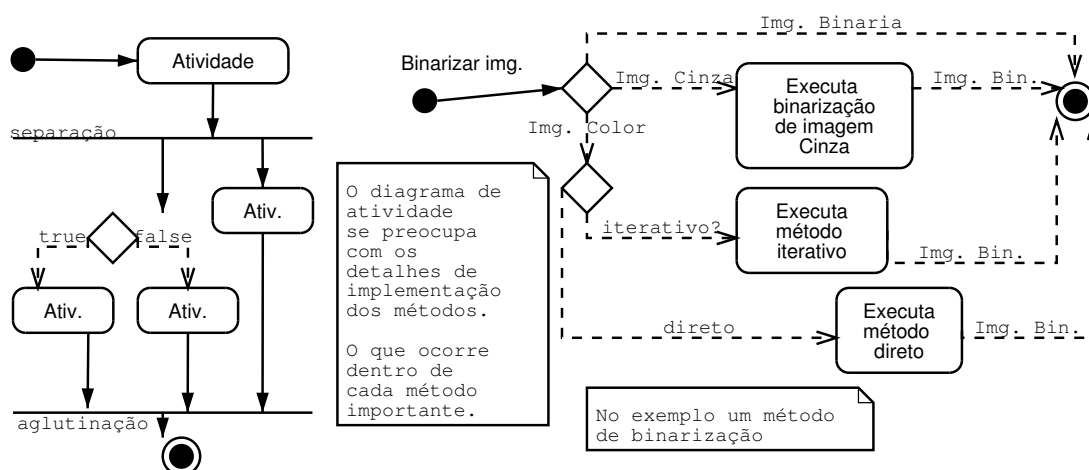 Atividade
separação
Ativ.
true
false
Ativ.
Ativ.
aglutinação
Binarizar img.
Img. Binaria
Img. Cinza
Executa
binarização
de imagem
Cinza
Img. Bin.
Img. Color
iterativo?
Executa
método
iterativo
Img. Bin.
direto
Executa
método
direto
Img. Bin.
O diagrama de
atividade
se preocupa
com os
detalhes de
implementação
dos métodos.
O que ocorre
dentro de
cada método
importante.
No exemplo um método
de binarização